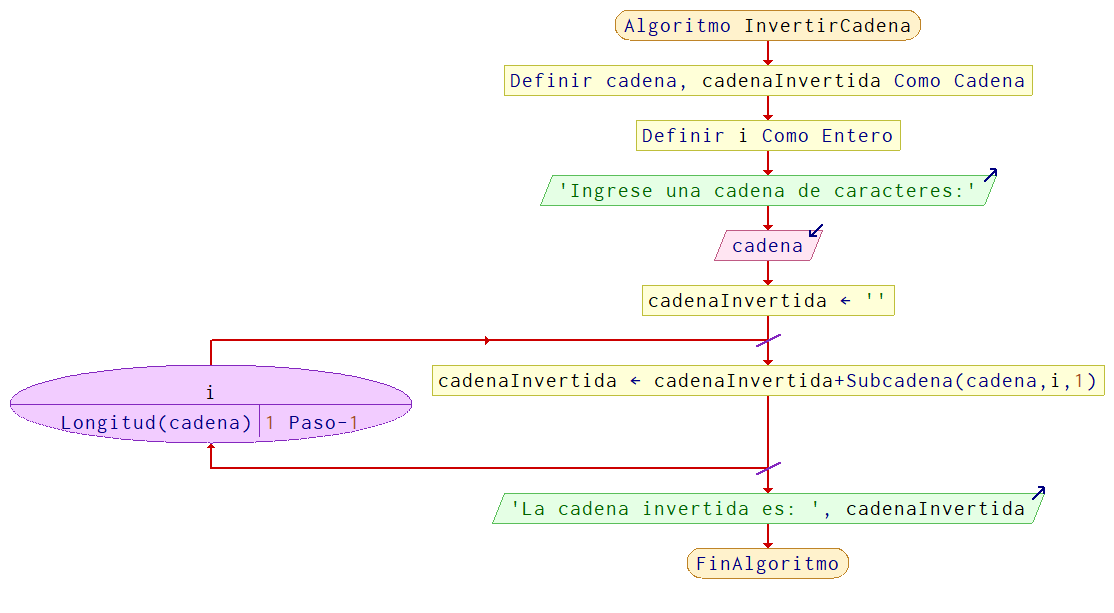 Algoritmo InvertirCadena
Definir cadena, cadenaInvertida Como Cadena
Definir i Como Entero
'Ingrese una cadena de caracteres:'
cadena
cadenaInvertida ← ''
cadenaInvertida ← cadenaInvertida+Subcadena(cadena,i,1)
i
Longitud(cadena) 1 Paso-1
'La cadena invertida es: ', cadenaInvertida
FinAlgoritmo